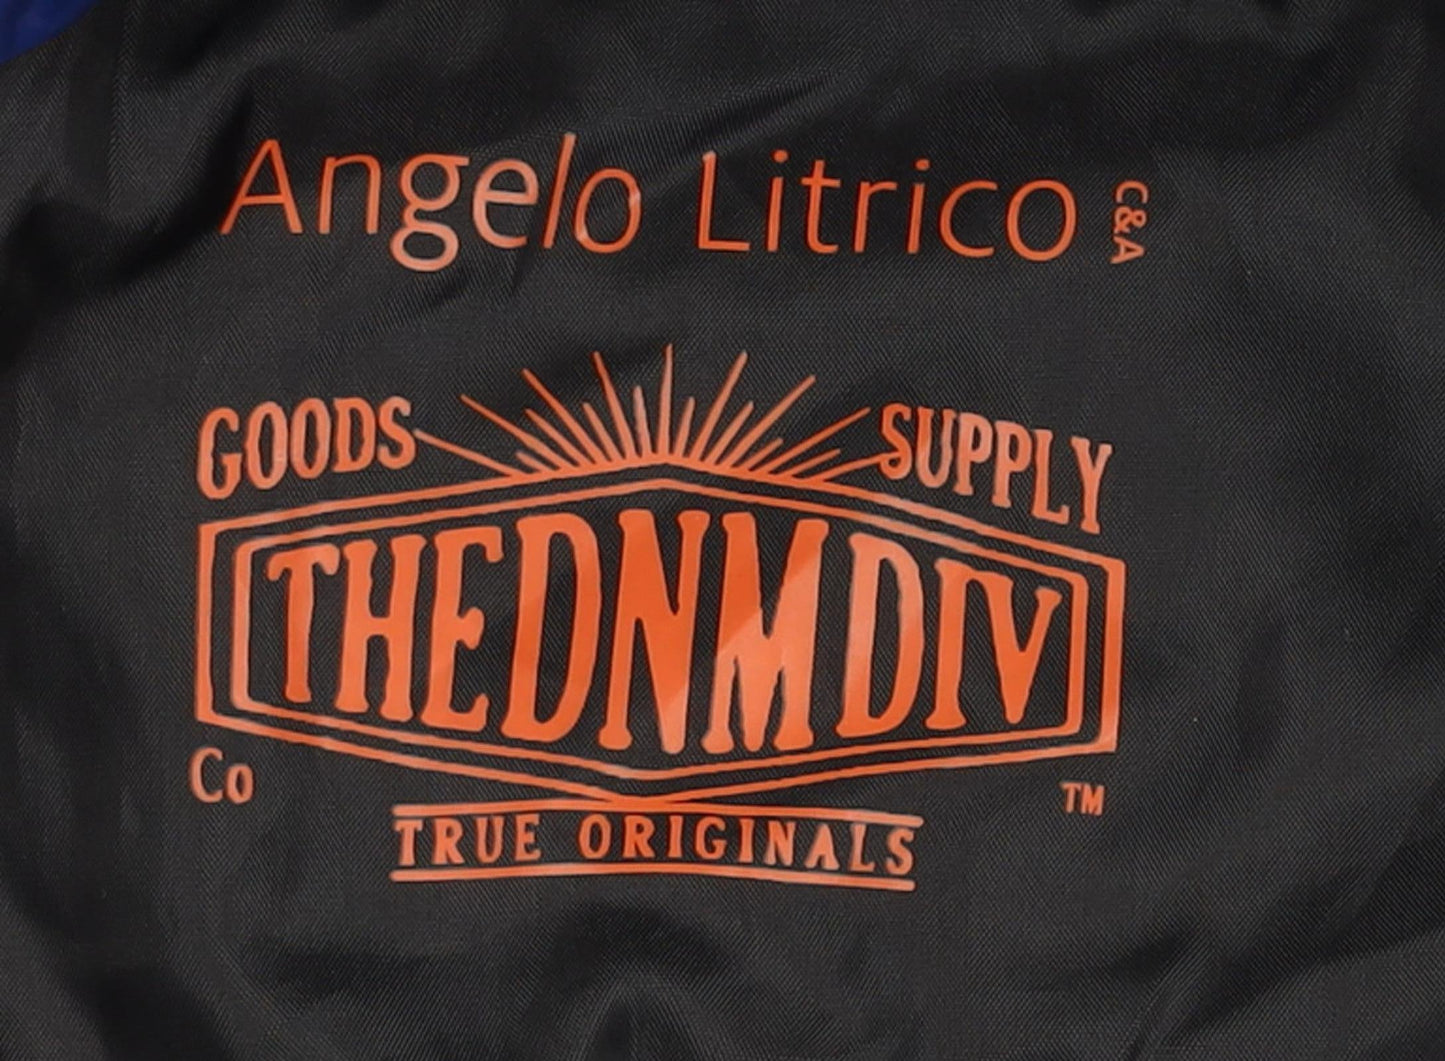 Angelo Litrico C&A
GOODS SUPPLY
THEDNMDIV
Co TM
TRUE ORIGINALS